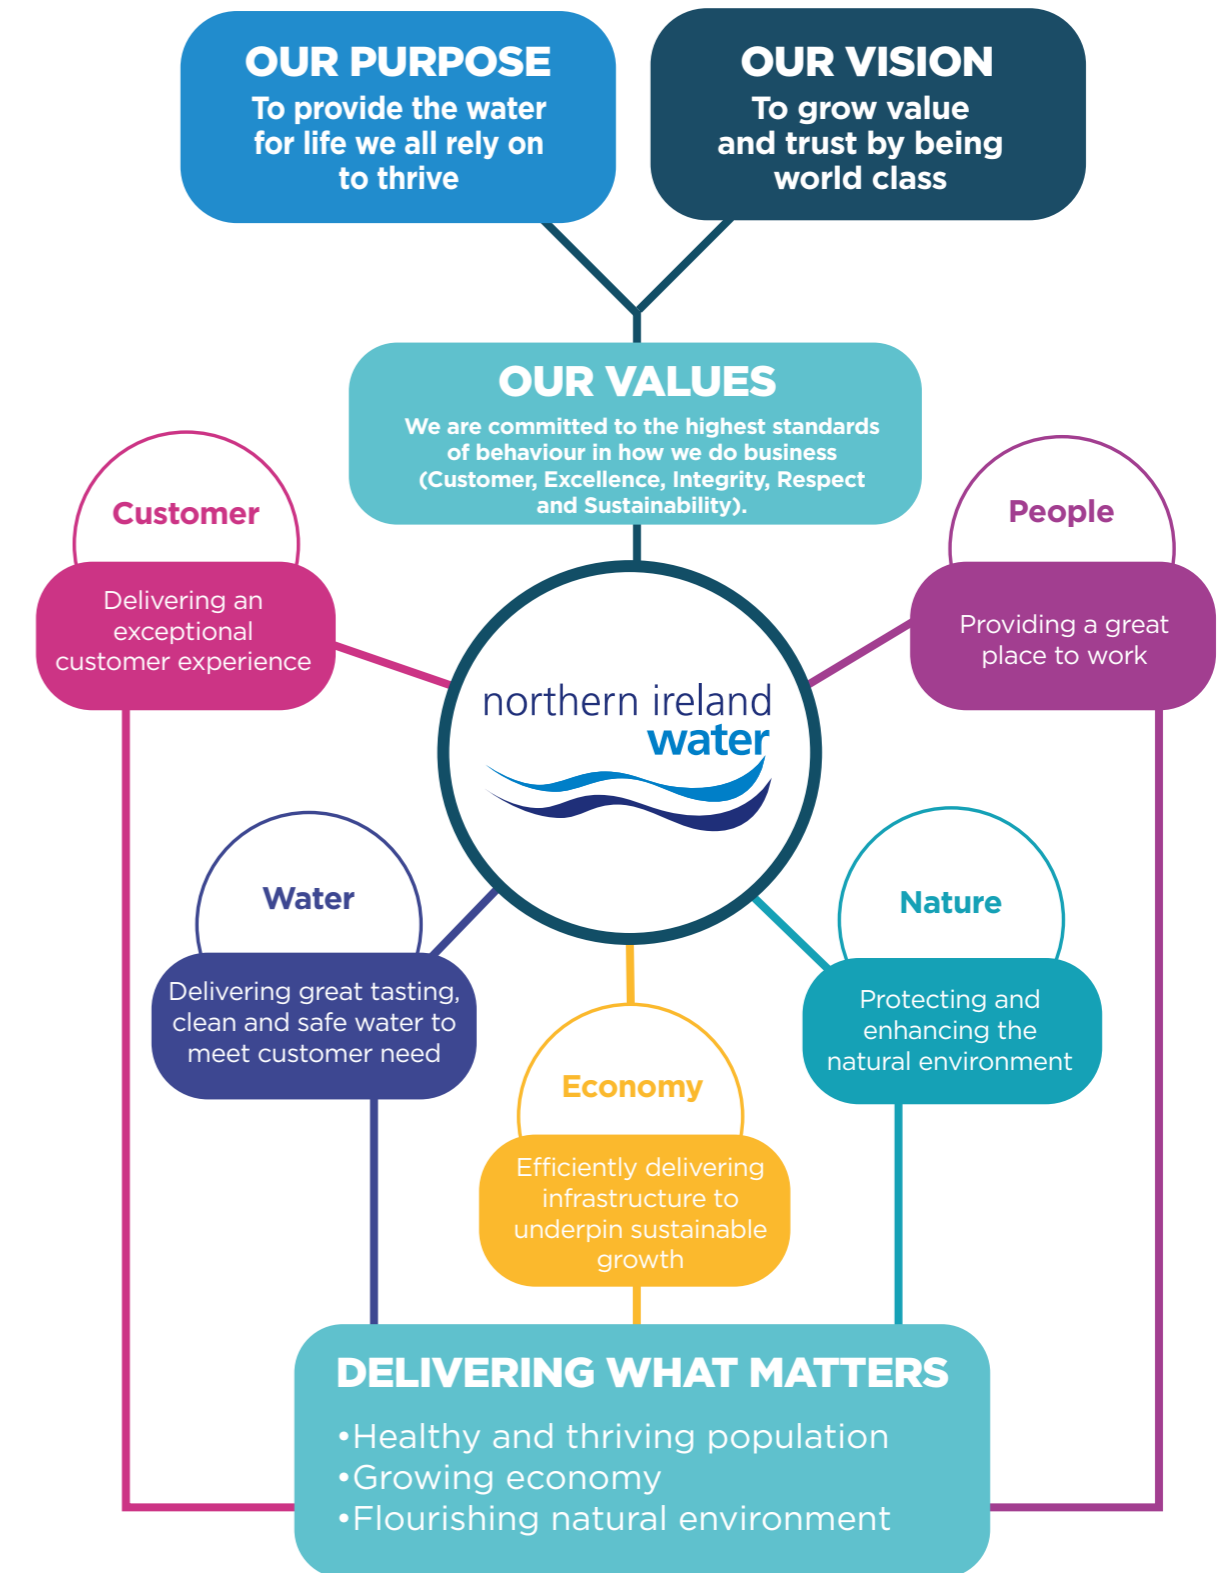 OUR PURPOSE
To provide the water
for life we all rely on
to thrive
OUR VISION
To grow value
and trust by being
world class
OUR VALUES
We are committed to the highest standards
of behaviour in how we do business
(Customer, Excellence, Integrity, Respect
and Sustainability).
Customer
Delivering an
exceptional
customer experience
People
Providing a great
place to work
northern ireland
water
Water
Delivering great tasting,
clean and safe water to
meet customer need
Nature
Protecting and
enhancing the
natural environment
Economy
Efficiently delivering
infrastructure to
underpin sustainable
growth
DELIVERING WHAT MATTERS
•Healthy and thriving population
•Growing economy
•Flourishing natural environment